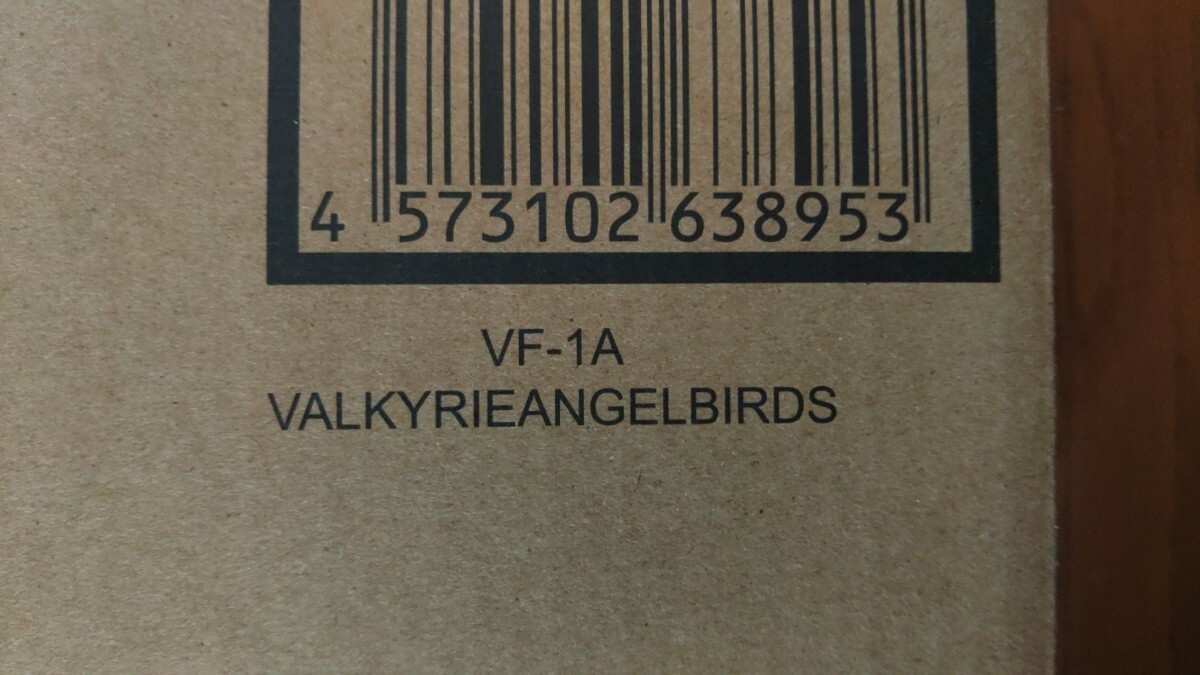 4 573102 638953
VF-1A
VALKYRIEANGELBIRDS